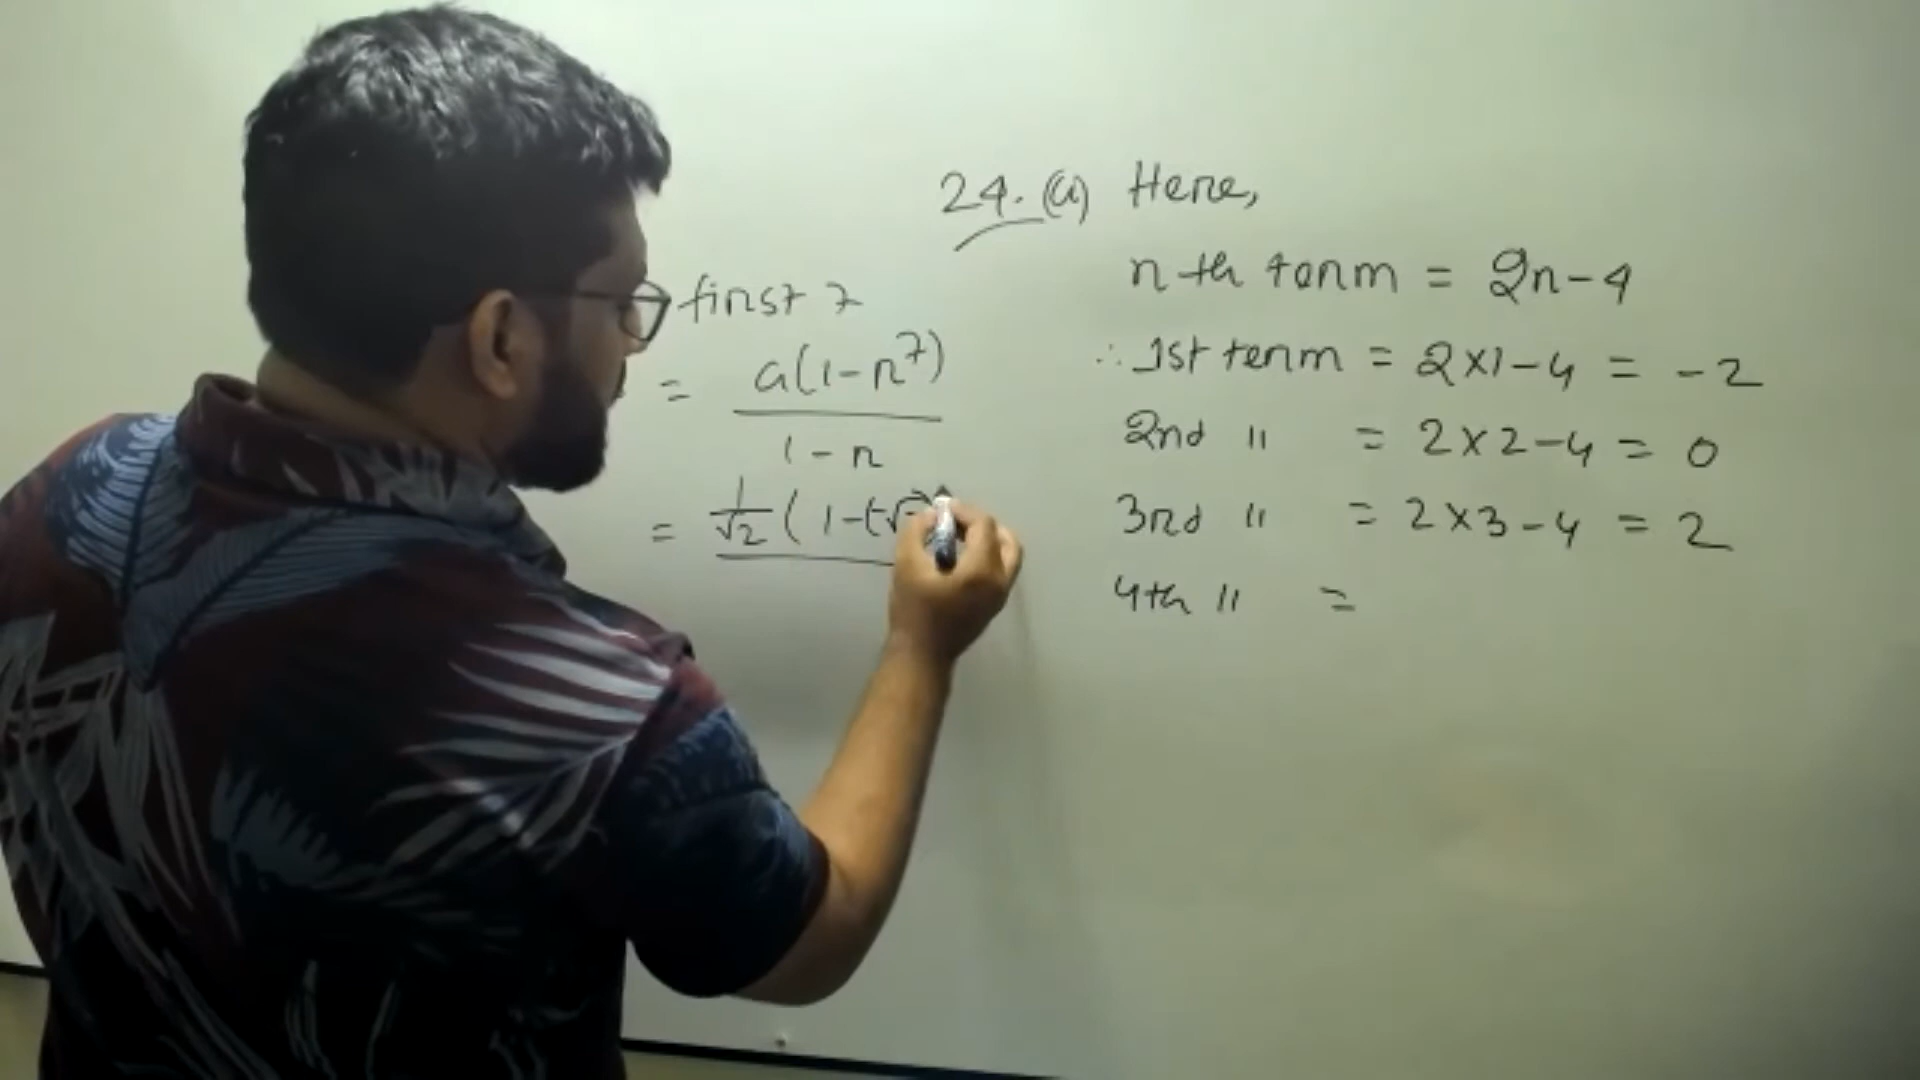 first 7
= a(1-r^7) / 1-r
= 1/√2 (1-(-√
24. (a) Here,
n th term = 2n-4
∴ 1st term = 2×1-4 = -2
2nd " = 2×2-4 = 0
3rd " = 2×3-4 = 2
4th " =